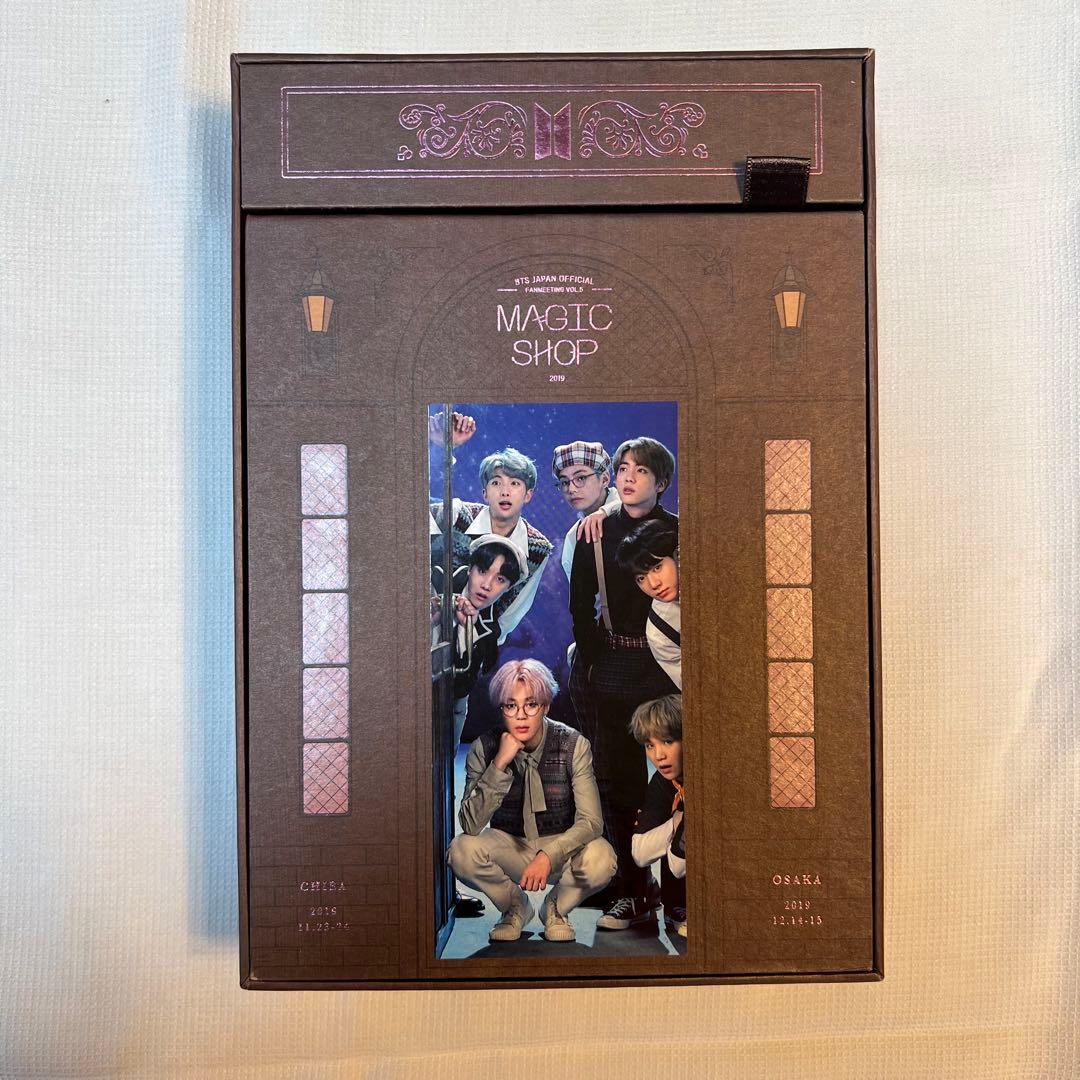 BTS JAPAN OFFICIAL
FANMEETING VOL.5
MAGIC
SHOP
2019
CHIBA
2019
11.23-24
OSAKA
2019
12.14-15